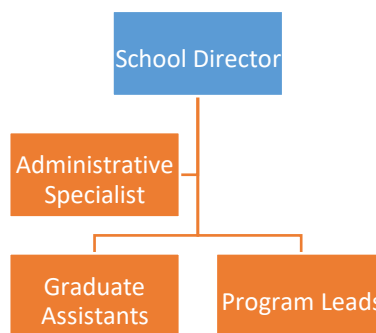 School Director
Administrative
Specialist
Graduate
Assistants
Program Leads